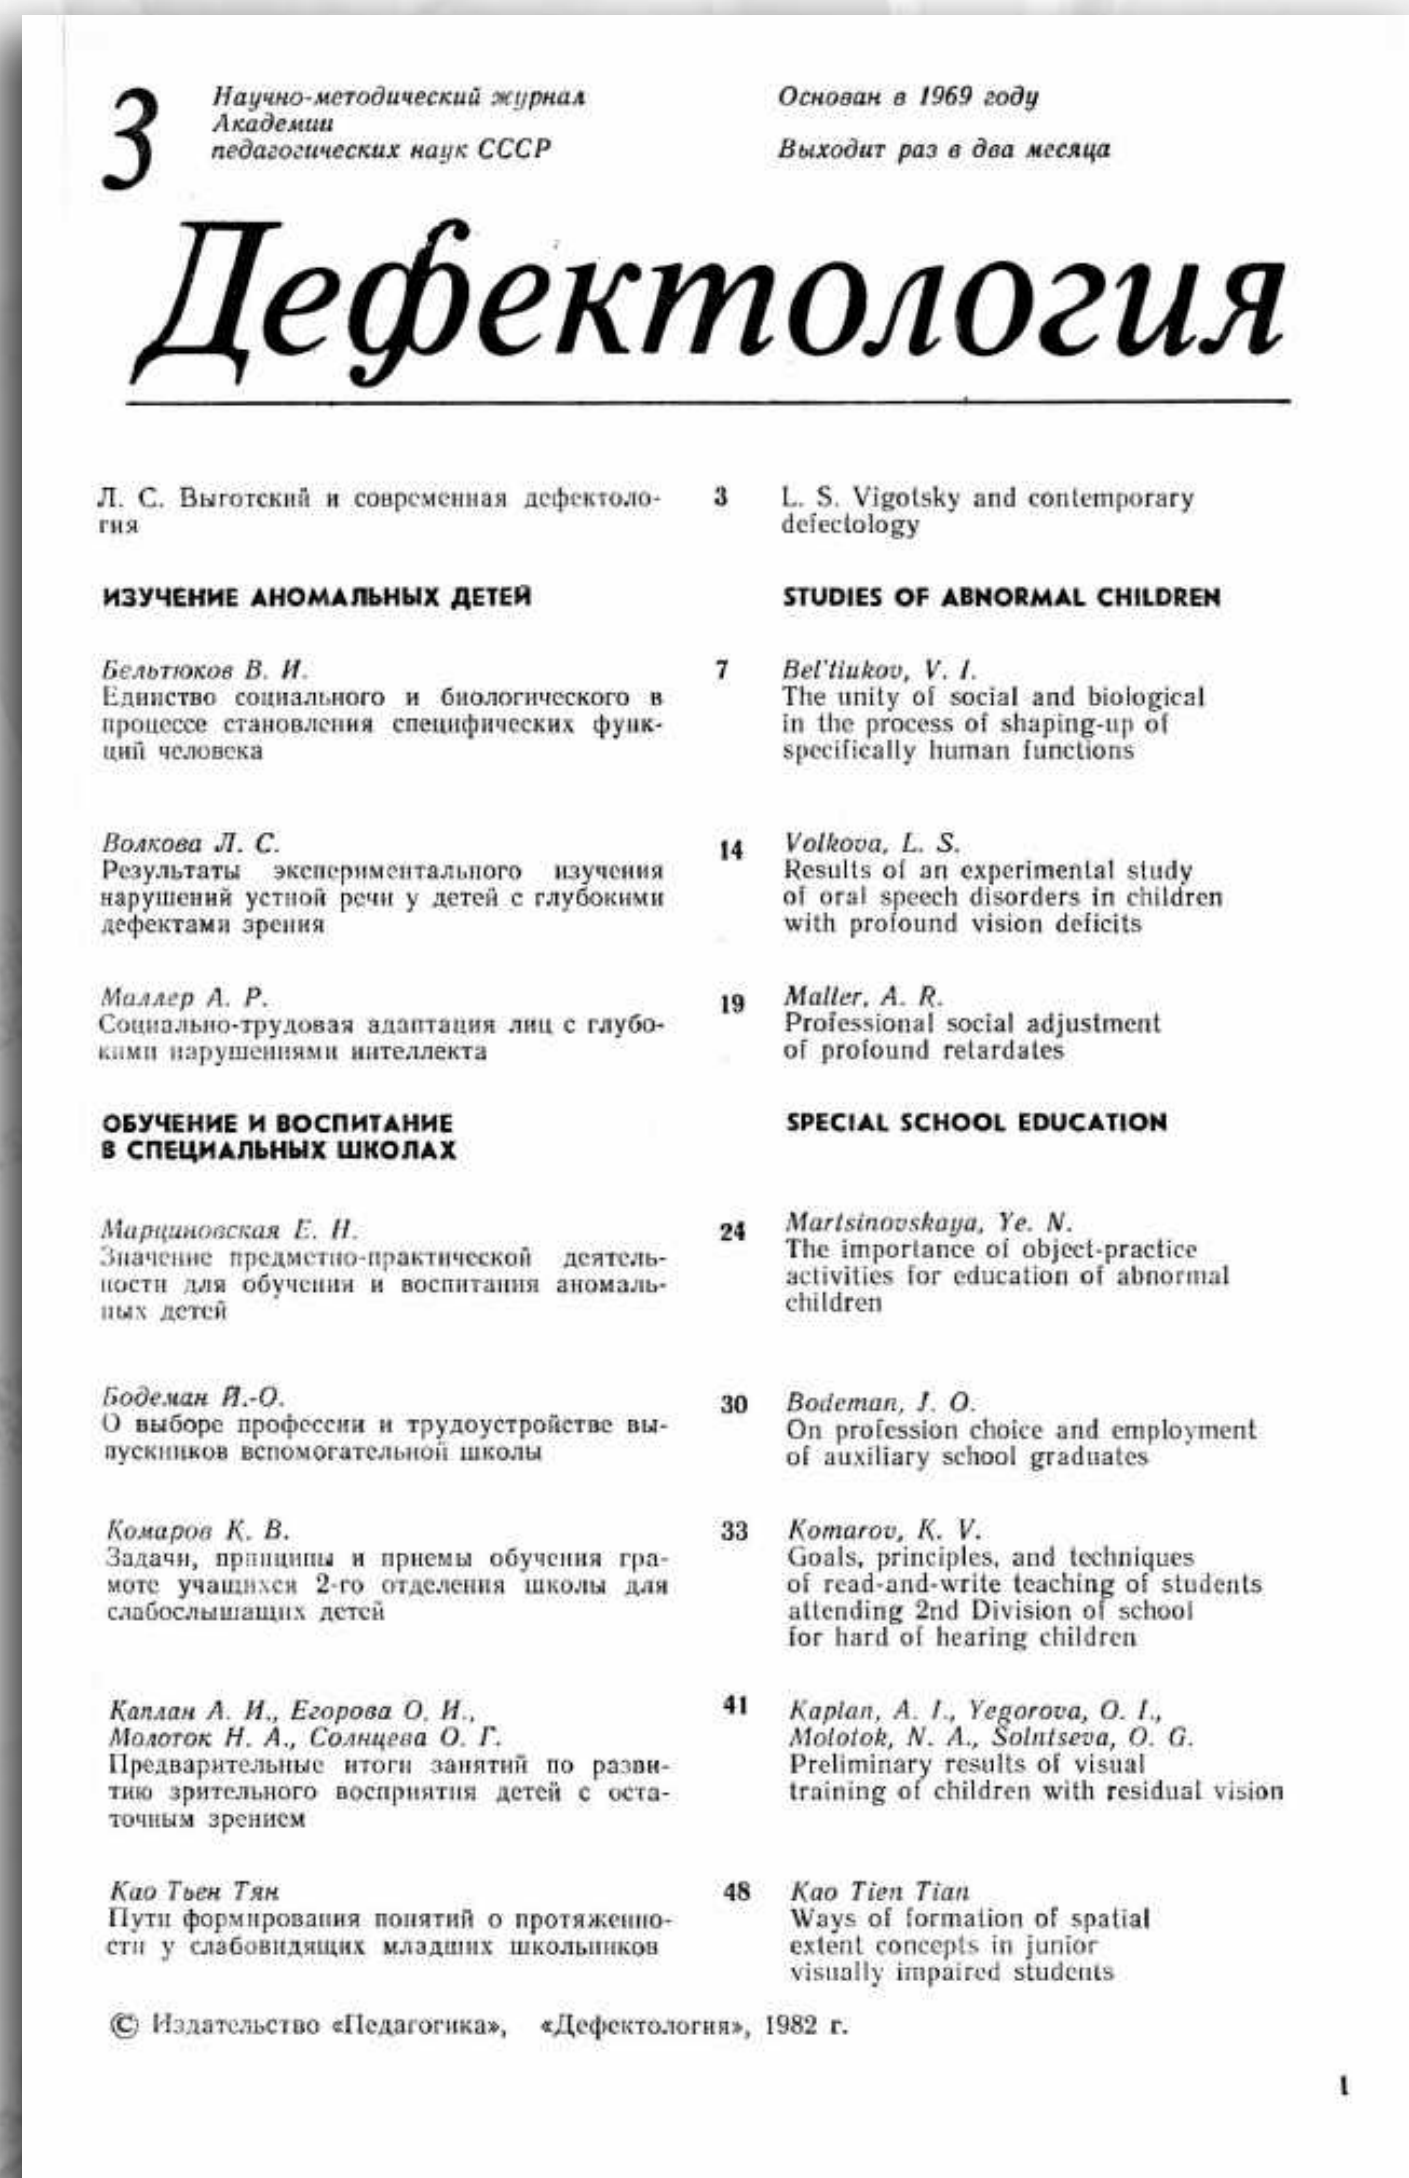 3
Научно-методический журнал
Академии
педагогических наук СССР
Основан в 1969 году
Выходит раз в два месяца
Дефектология
Л. С. Выготский и современная дефектоло-
гия
3
L. S. Vigotsky and contemporary
defectology
ИЗУЧЕНИЕ АНОМАЛЬНЫХ ДЕТЕЙ
STUDIES OF ABNORMAL CHILDREN
Бельтюков В. И.
Единство социального и биологического в
процессе становления специфических функ-
ций человека
7
Bel'tiukov, V. I.
The unity of social and biological
in the process of shaping-up of
specifically human functions
Волкова Л. С.
Результаты экспериментального изучения
нарушений устной речи у детей с глубокими
дефектами зрения
14
Volkova, L. S.
Results of an experimental study
of oral speech disorders in children
with profound vision deficits
Маллер А. Р.
Социально-трудовая адаптация лиц с глубо-
кими нарушениями интеллекта
19
Maller, A. R.
Professional social adjustment
of profound retardates
ОБУЧЕНИЕ И ВОСПИТАНИЕ
В СПЕЦИАЛЬНЫХ ШКОЛАХ
SPECIAL SCHOOL EDUCATION
Марциновская Е. Н.
Значение предметно-практической деятель-
ности для обучения и воспитания аномаль-
ных детей
24
Martsinovskaya, Ye. N.
The importance of object-practice
activities for education of abnormal
children
Бодеман Й.-О.
О выборе профессии и трудоустройстве вы-
пускников вспомогательной школы
30
Bodeman, J. O.
On profession choice and employment
of auxiliary school graduates
Комаров К. В.
Задачи, принципы и приемы обучения гра-
моте учащихся 2-го отделения школы для
слабослышащих детей
33
Komarov, K. V.
Goals, principles, and techniques
of read-and-write teaching of students
attending 2nd Division of school
for hard of hearing children
Каплан А. И., Егорова О. И.,
Молоток Н. А., Солнцева О. Г.
Предварительные итоги занятий по разви-
тию зрительного восприятия детей с оста-
точным зрением
41
Kaplan, A. I., Yegorova, O. I.,
Molotok, N. A., Solntseva, O. G.
Preliminary results of visual
training of children with residual vision
Као Тьен Тян
Пути формирования понятий о протяженно-
сти у слабовидящих младших школьников
48
Kao Tien Tian
Ways of formation of spatial
extent concepts in junior
visually impaired students
© Издательство «Педагогика», «Дефектология», 1982 г.
1